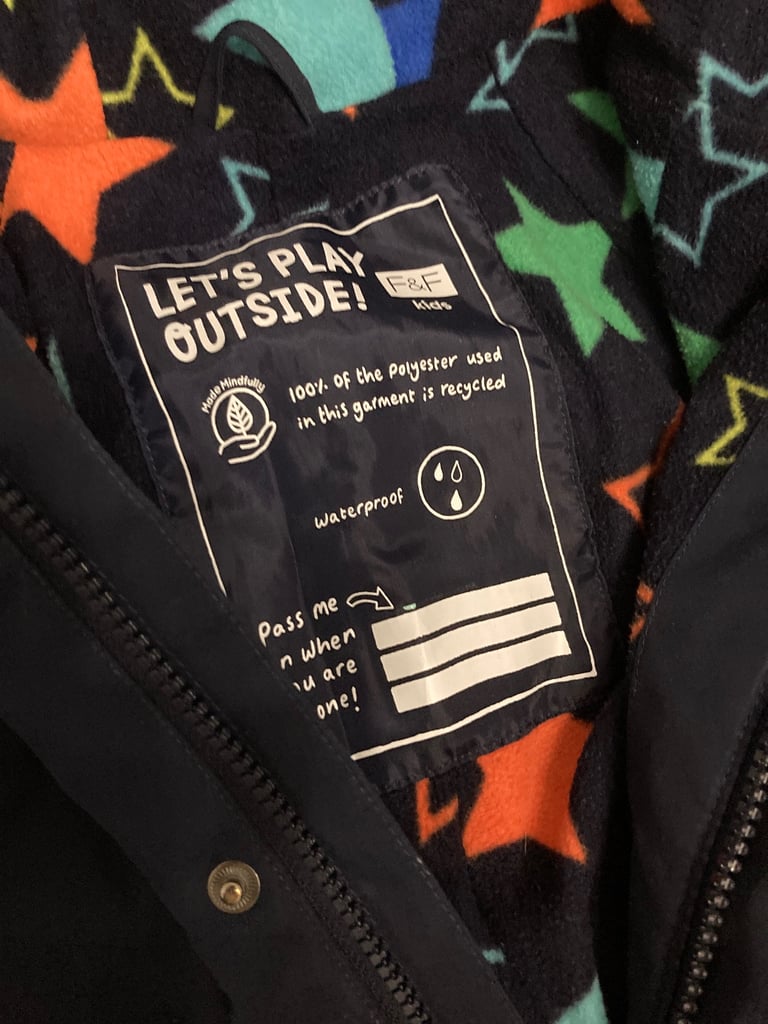 LET'S PLAY
OUTSIDE!
F&F
kids
Made Mindfully
100% of the Polyester used
in this garment is recycled
waterproof
Pass me
n when
u are
one!